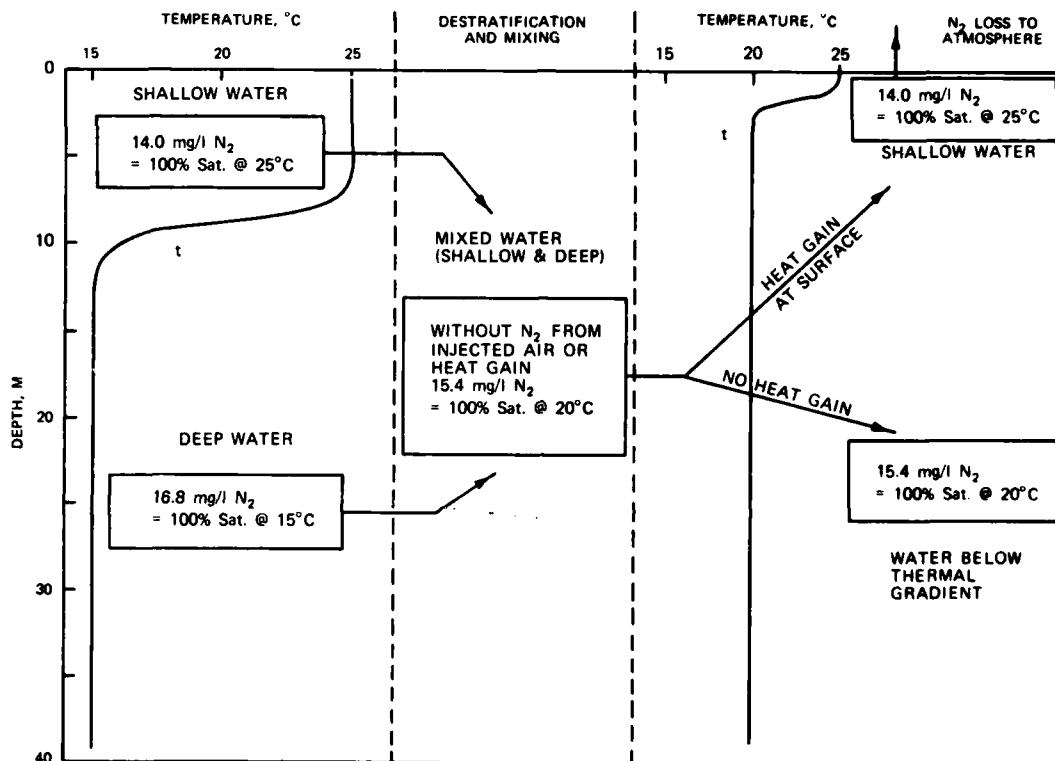 TEMPERATURE, °C
15 20 25
DESTRATIFICATION
AND MIXING
TEMPERATURE, °C
15 20 25
N₂ LOSS TO
ATMOSPHERE
DEPTH, M
0
10
20
30
40
SHALLOW WATER
14.0 mg/l N₂
= 100% Sat. @ 25°C
t
DEEP WATER
16.8 mg/l N₂
= 100% Sat. @ 15°C
MIXED WATER
(SHALLOW & DEEP)
WITHOUT N₂ FROM
INJECTED AIR OR
HEAT GAIN
15.4 mg/l N₂
= 100% Sat. @ 20°C
t
14.0 mg/l N₂
= 100% Sat. @ 25°C
SHALLOW WATER
HEAT GAIN
AT SURFACE
NO HEAT GAIN
15.4 mg/l N₂
= 100% Sat. @ 20°C
WATER BELOW
THERMAL
GRADIENT